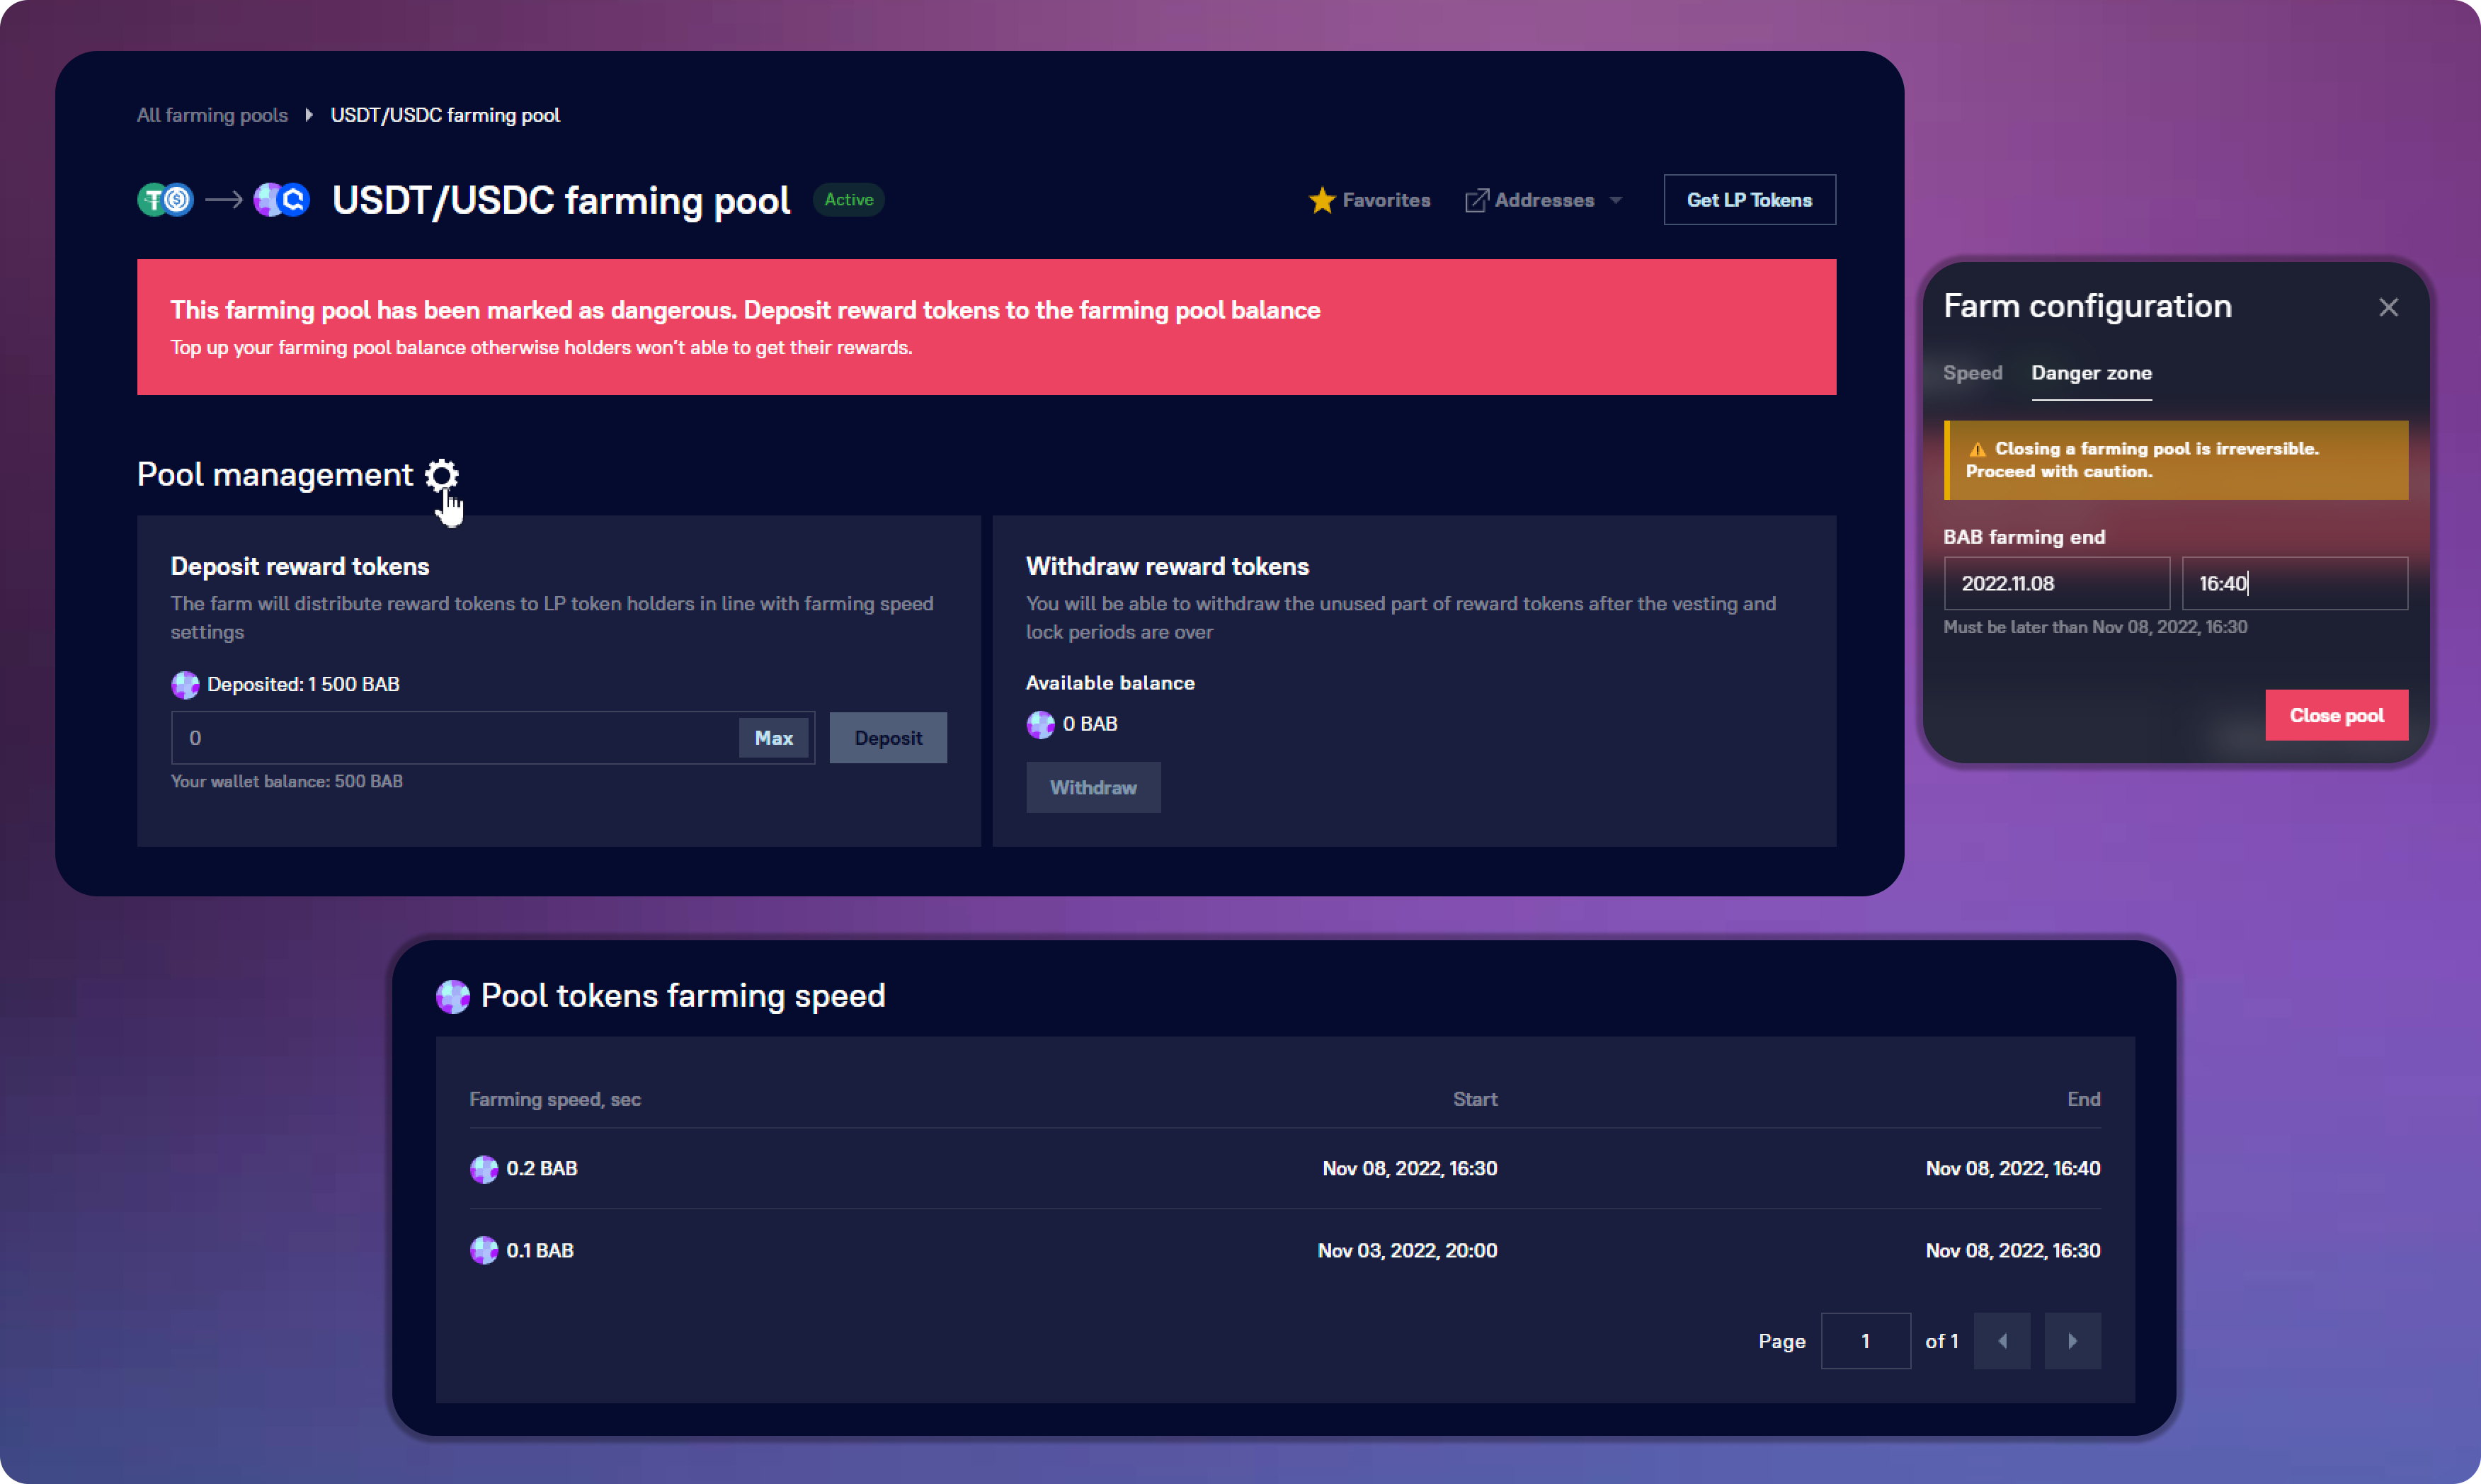 All farming pools
USDT/USDC farming pool
USDT/USDC farming pool
Active
Favorites
Addresses
Get LP Tokens
This farming pool has been marked as dangerous. Deposit reward tokens to the farming pool balance
Top up your farming pool balance otherwise holders won't able to get their rewards.
Pool management
Deposit reward tokens
The farm will distribute reward tokens to LP token holders in line with farming speed
settings
Deposited: 1 500 BAB
0
Max
Deposit
Your wallet balance: 500 BAB
Withdraw reward tokens
You will be able to withdraw the unused part of reward tokens after the vesting and
lock periods are over
Available balance
0 BAB
Withdraw
Farm configuration
Speed
Danger zone
Closing a farming pool is irreversible.
Proceed with caution.
BAB farming end
2022.11.08
16:40
Must be later than Nov 08, 2022, 16:30
Close pool
Pool tokens farming speed
Farming speed, sec
Start
End
0.2 BAB
Nov 08, 2022, 16:30
Nov 08, 2022, 16:40
0.1 BAB
Nov 03, 2022, 20:00
Nov 08, 2022, 16:30
Page
1
of 1